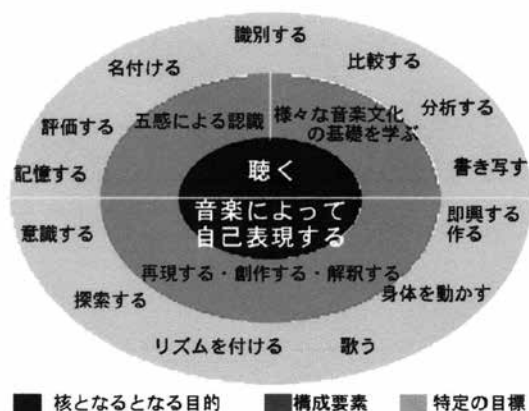 識別する
名付ける
比較する
評価する
五感による認識
様々な音楽文化
の基礎を学ぶ
分析する
記憶する
聴く
書き写す
意識する
音楽によって
自己表現する
即興する
作る
探索する
再現する・創作する・解釈する
身体を動かす
リズムを付ける
歌う
核となるとなる目的
構成要素
特定の目標